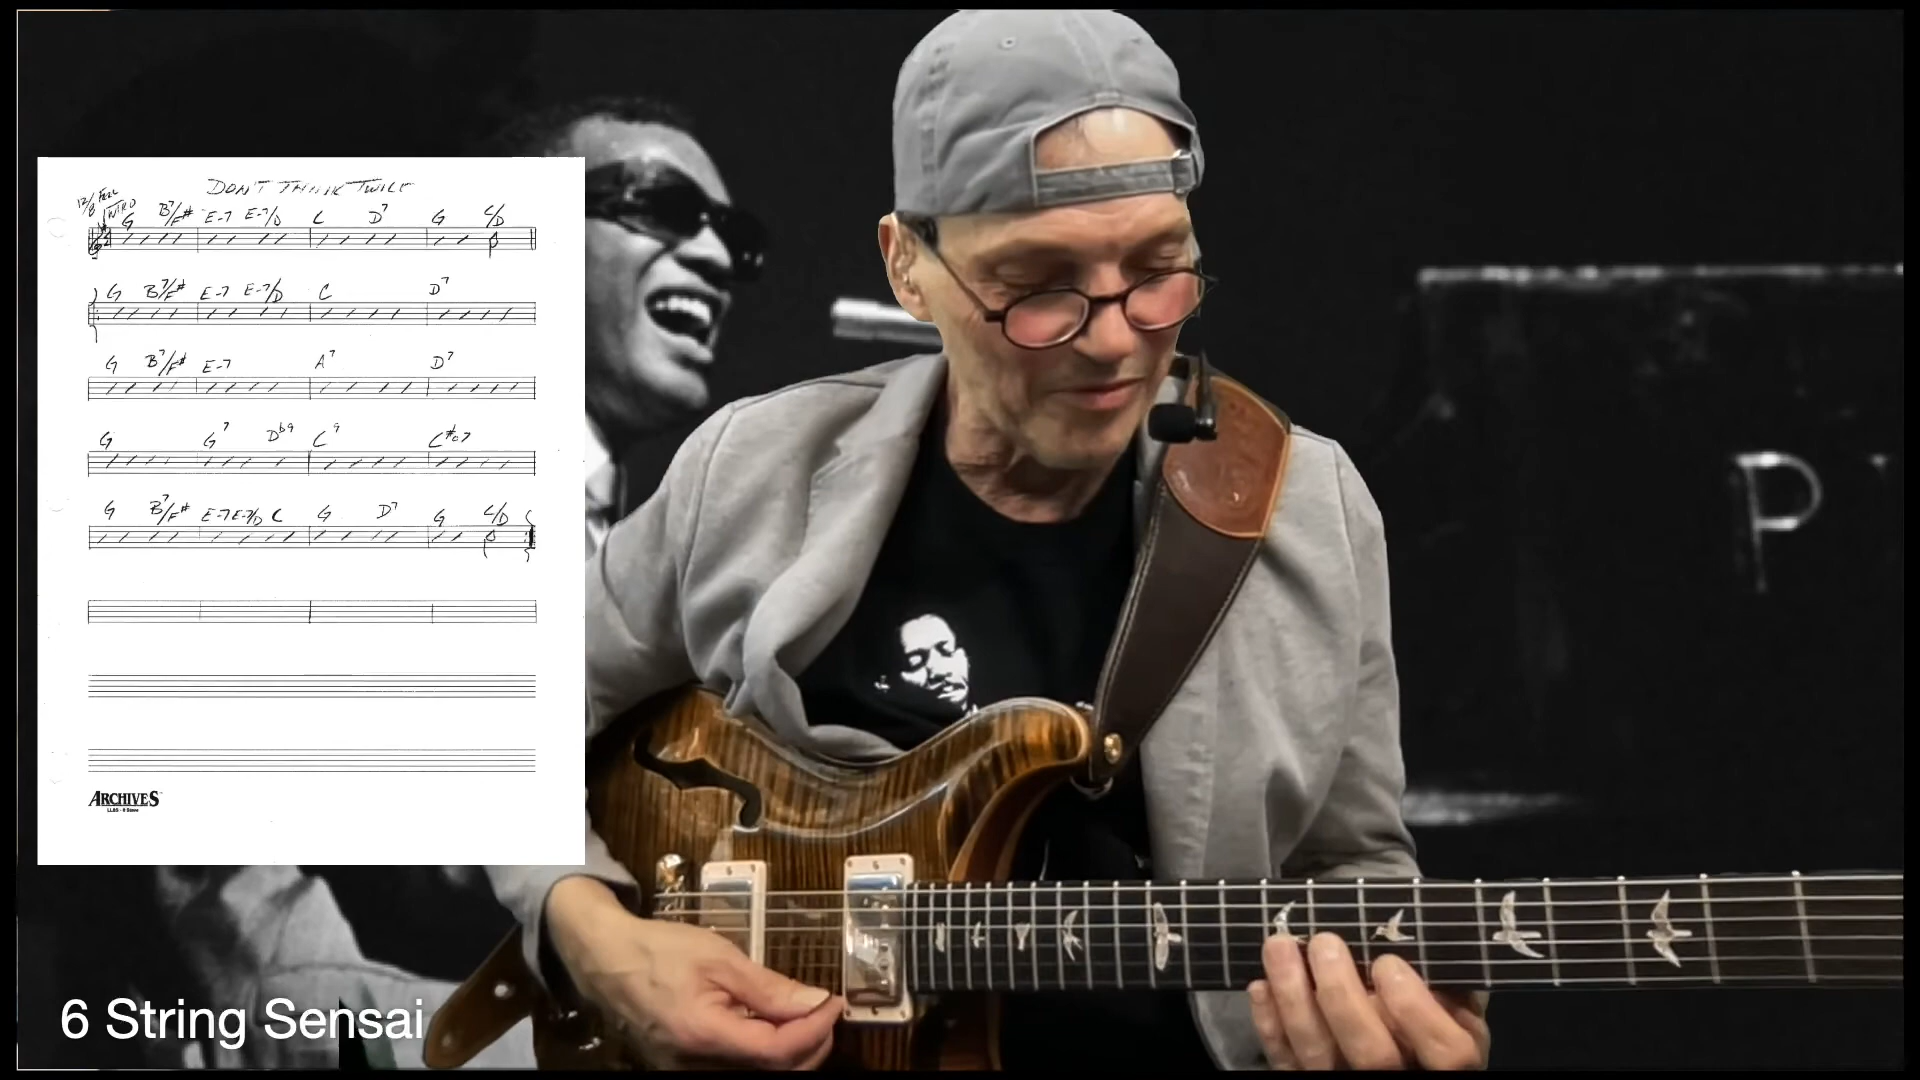 DON'T THINK TWICE
12/8 FEEL
INTRO
G B7/F# E-7 E-7/D C D7 G C/D
G B7/F# E-7 E-7/D C D7
G B7/F# E-7 A7 D7
G G7 Db9 C9 C#o7
G B7/F# E-7 E-7/D C G D7 G C/D
ARCHIVES
P
6 String Sensai